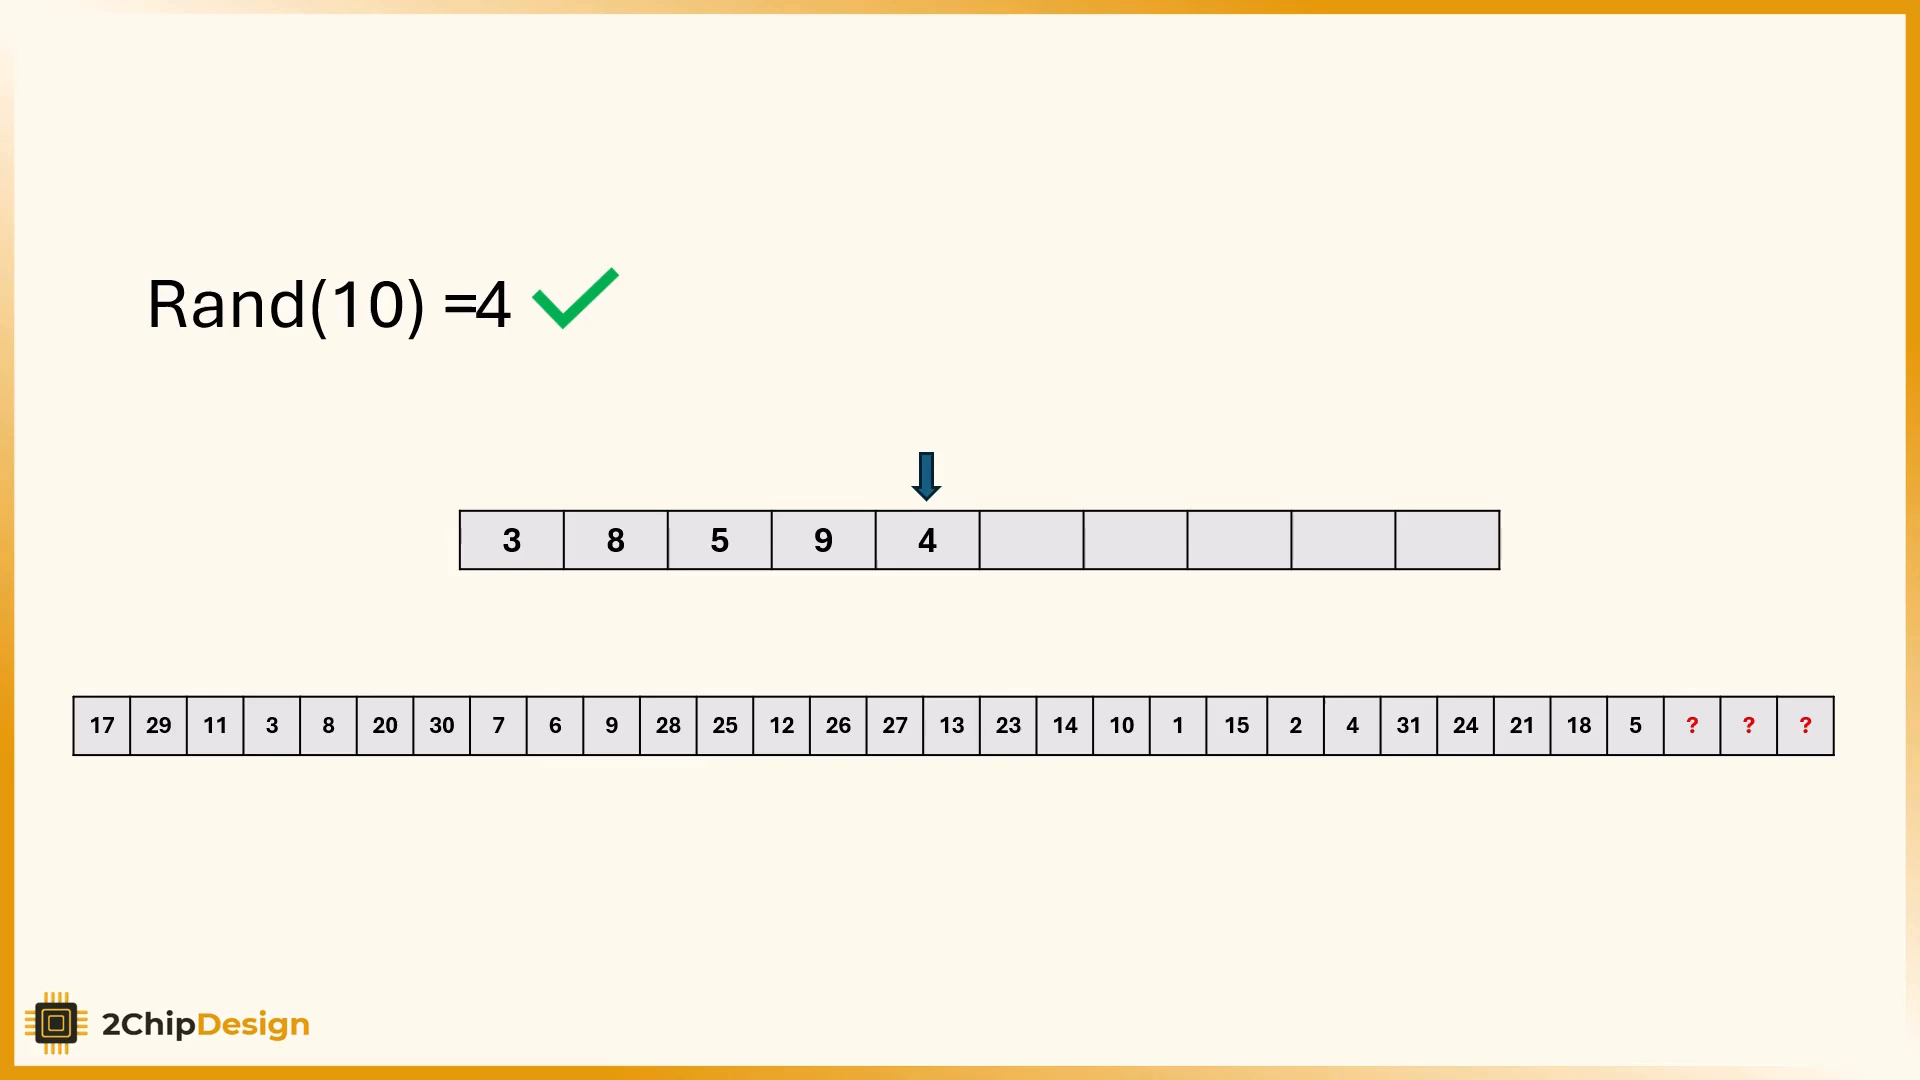 Rand(10) =4
3 8 5 9 4
17 29 11 3 8 20 30 7 6 9 28 25 12 26 27 13 23 14 10 1 15 2 4 31 24 21 18 5 ? ? ?
2ChipDesign